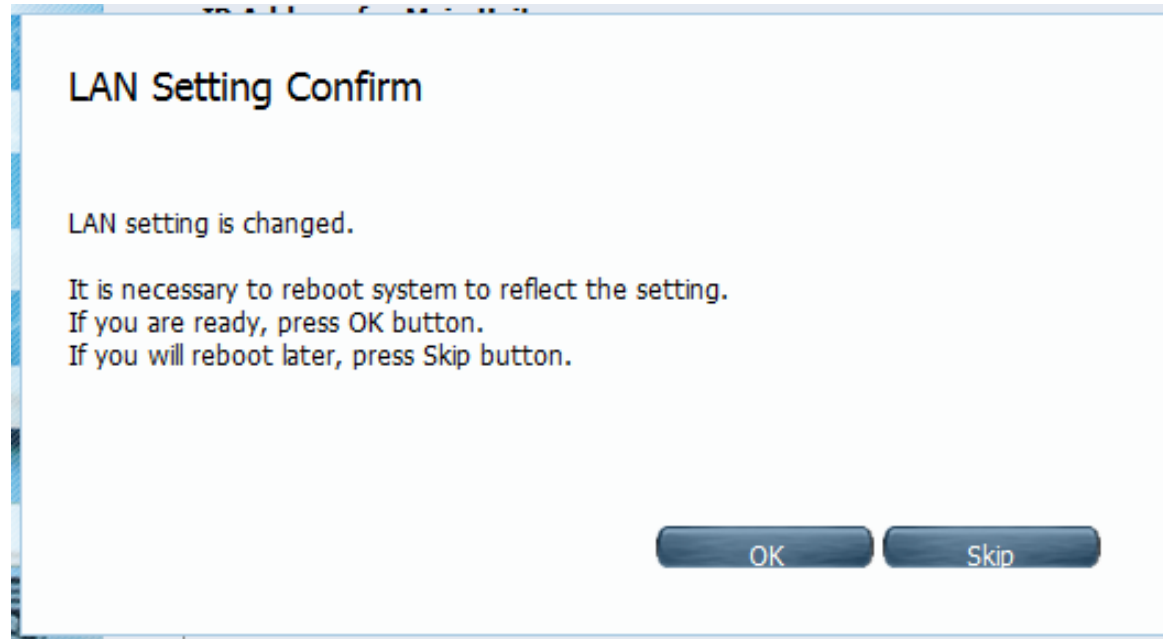 LAN Setting Confirm
LAN setting is changed.
It is necessary to reboot system to reflect the setting.
If you are ready, press OK button.
If you will reboot later, press Skip button.
OK
Skip